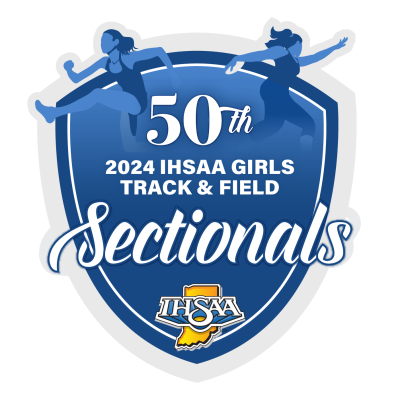 50th
2024 IHSAA GIRLS
TRACK & FIELD
Sectionals
IHSAA